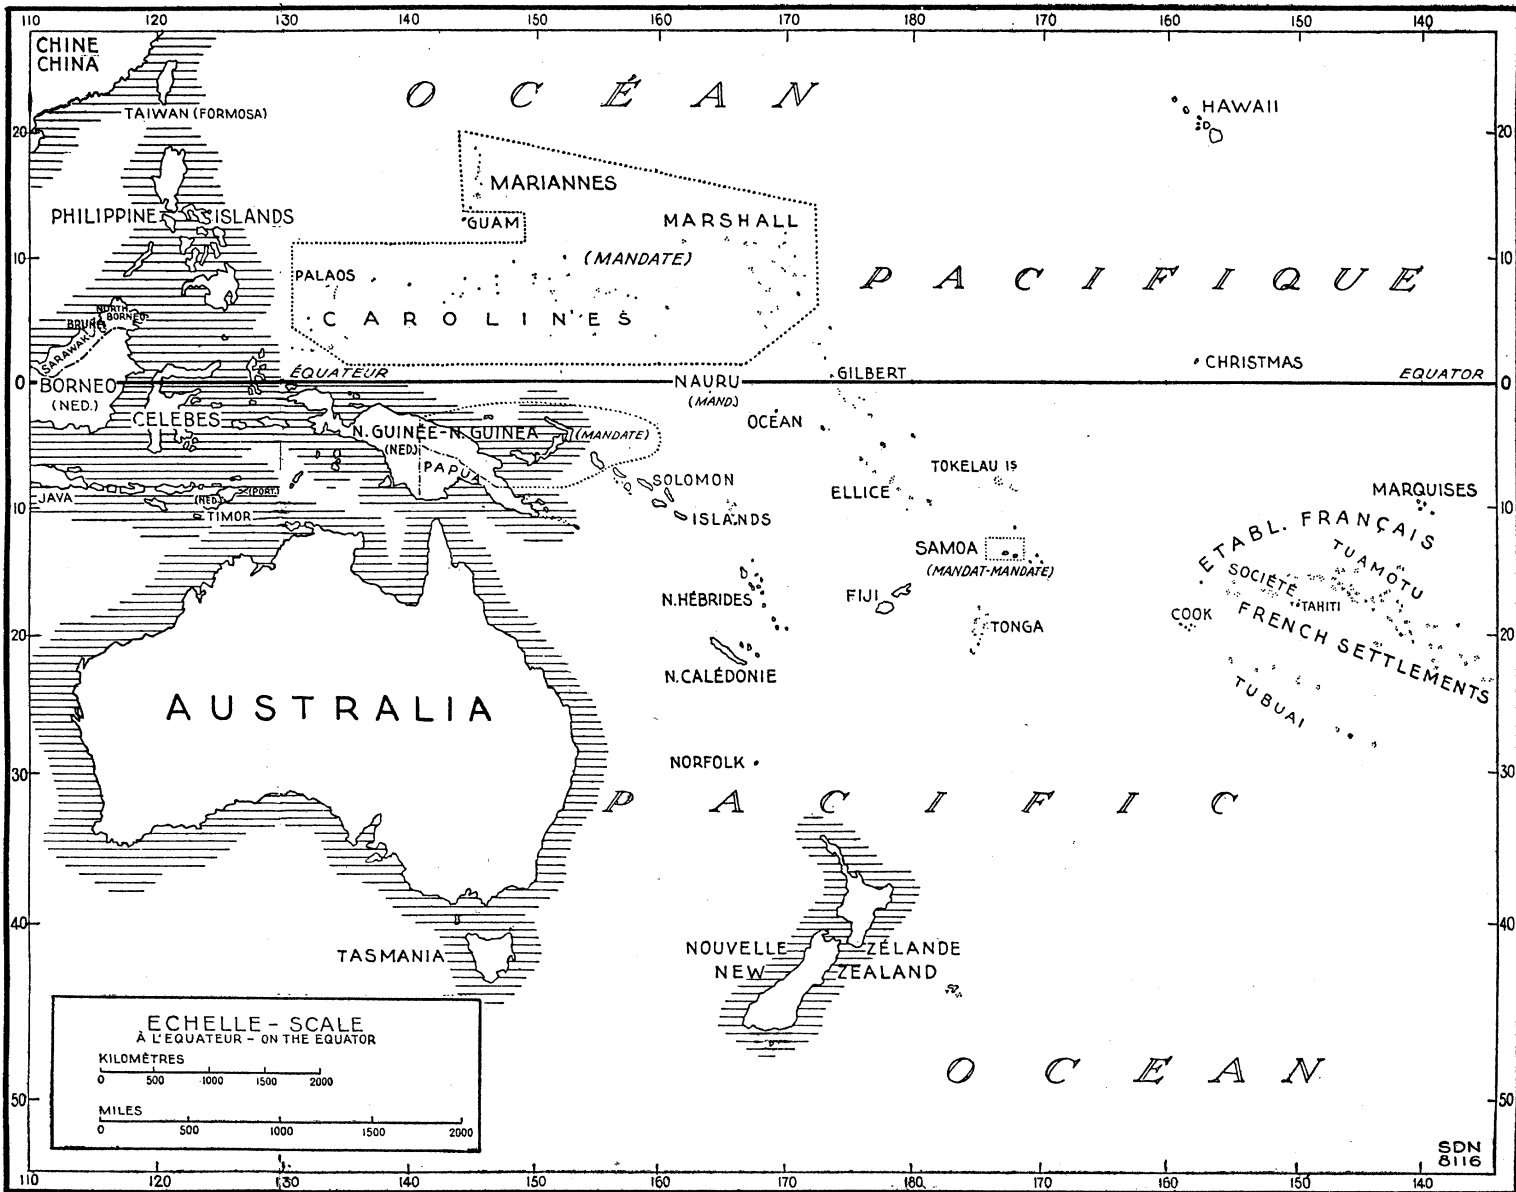 110 120 130 140 150 160 170 180 170 160 150 140
CHINE
CHINA
OCÉAN
TAIWAN (FORMOSA)
HAWAII
20 20
MARIANNES
PHILIPPINE ISLANDS
GUAM
MARSHALL
(MANDATE)
10 10
PALAOS
PACIFIQUE
CAROLINES
NORTH
BORNEO
BRUNEI
SARAWAK
ÉQUATEUR
GILBERT
CHRISTMAS
0 0
BORNEO
(NED.)
NAURU
(MAND.)
EQUATOR
CELEBES
OCÉAN
N. GUINÉE-N. GUINEA
(MANDATE)
(NED.)
PAPUA
TOKELAU IS
SOLOMON
ISLANDS
ELLICE
MARQUISES
JAVA
(NED.)
(PORT.)
TIMOR
10 10
ETABL. FRANÇAIS
SAMOA
(MANDAT-MANDATE)
TUAMOTU
SOCIÉTÉ
TAHITI
N.HÉBRIDES
FIJI
COOK
FRENCH SETTLEMENTS
TONGA
20 20
N.CALÉDONIE
TUBUAI
AUSTRALIA
NORFOLK
30 30
PACIFIC
40 40
TASMANIA
NOUVELLE ZÉLANDE
NEW ZEALAND
ECHELLE - SCALE
À L'EQUATEUR - ON THE EQUATOR
KILOMÈTRES
0 500 1000 1500 2000
MILES
0 500 1000 1500 2000
OCEAN
50 50
SDN
8116
110 120 130 140 150 160 170 180 170 160 150 140